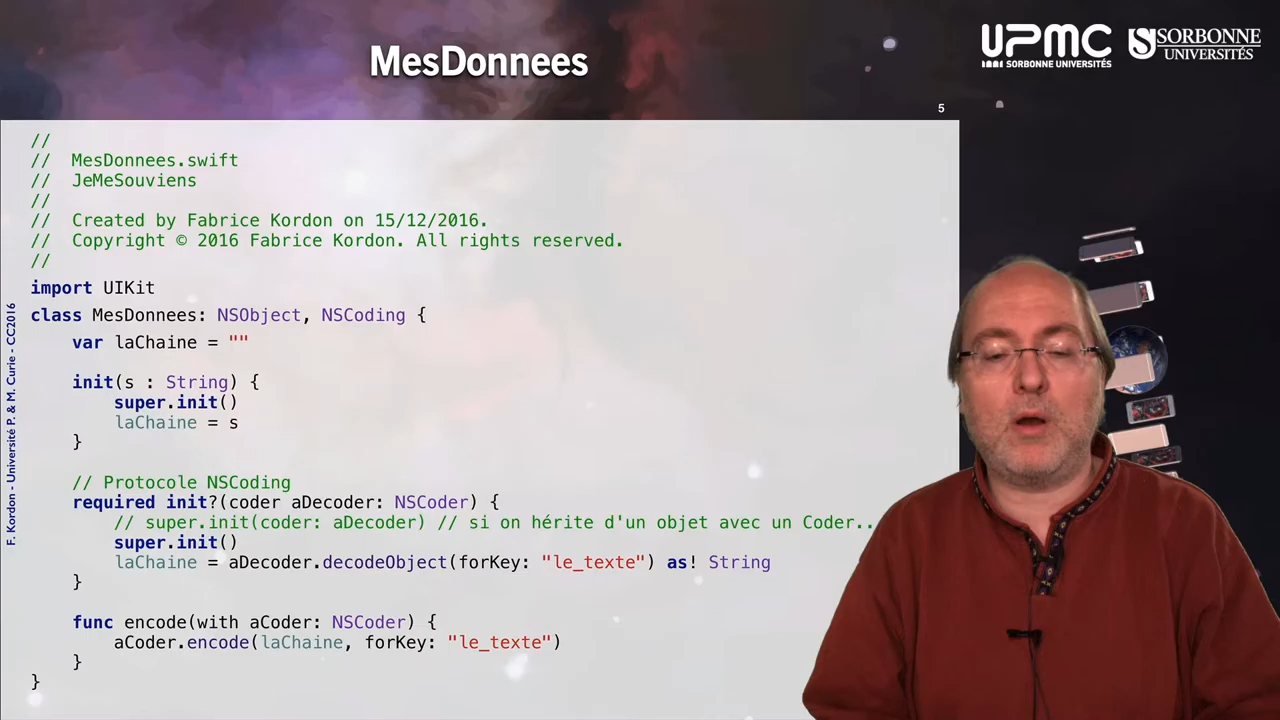 MesDonnees
UPMC
SORBONNE UNIVERSITÉS
SORBONNE
UNIVERSITÉS
5
//
//  MesDonnees.swift
//  JeMeSouviens
//
//  Created by Fabrice Kordon on 15/12/2016.
//  Copyright © 2016 Fabrice Kordon. All rights reserved.
//
import UIKit
class MesDonnees: NSObject, NSCoding {
    var laChaine = ""
    init(s : String) {
        super.init()
        laChaine = s
    }
    // Protocole NSCoding
    required init?(coder aDecoder: NSCoder) {
        // super.init(coder: aDecoder) // si on hérite d'un objet avec un Coder..
        super.init()
        laChaine = aDecoder.decodeObject(forKey: "le_texte") as! String
    }
    func encode(with aCoder: NSCoder) {
        aCoder.encode(laChaine, forKey: "le_texte")
    }
}
F. Kordon - Université P. & M. Curie - CC2016